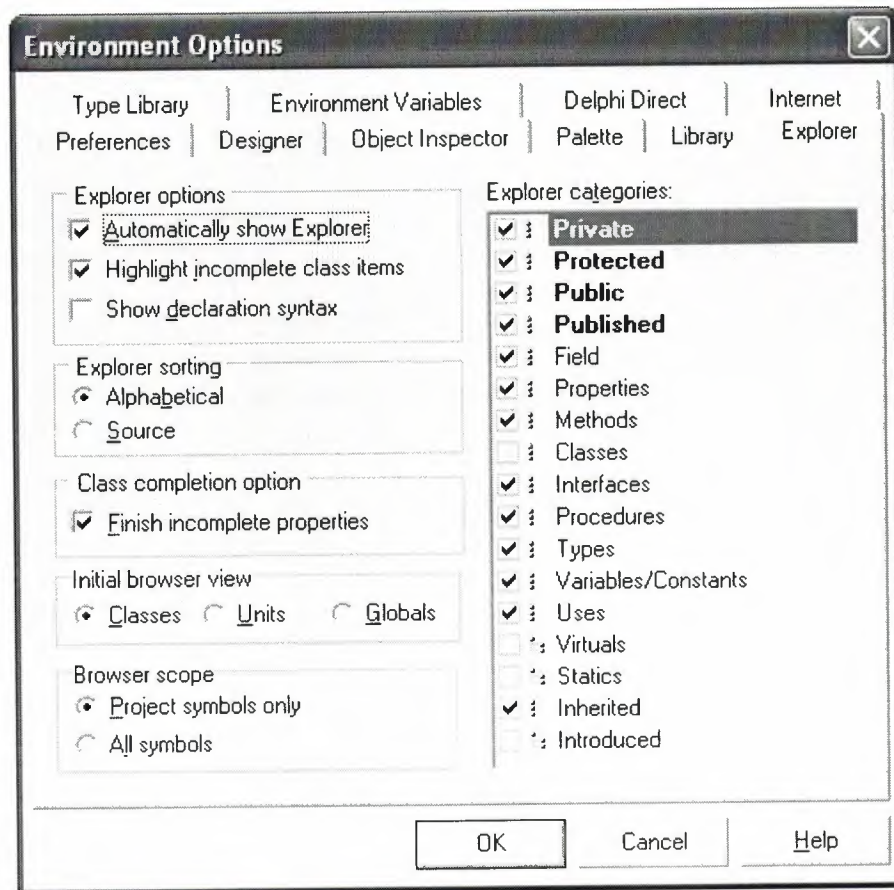 Environment Options
Type Library Environment Variables Delphi Direct Internet
Preferences Designer Object Inspector Palette Library Explorer
Explorer options
Automatically show Explorer
Highlight incomplete class items
Show declaration syntax
Explorer sorting
Alphabetical
Source
Class completion option
Finish incomplete properties
Initial browser view
Classes Units Globals
Browser scope
Project symbols only
All symbols
Explorer categories:
Private
Protected
Public
Published
Field
Properties
Methods
Classes
Interfaces
Procedures
Types
Variables/Constants
Uses
Virtuals
Statics
Inherited
Introduced
OK Cancel Help